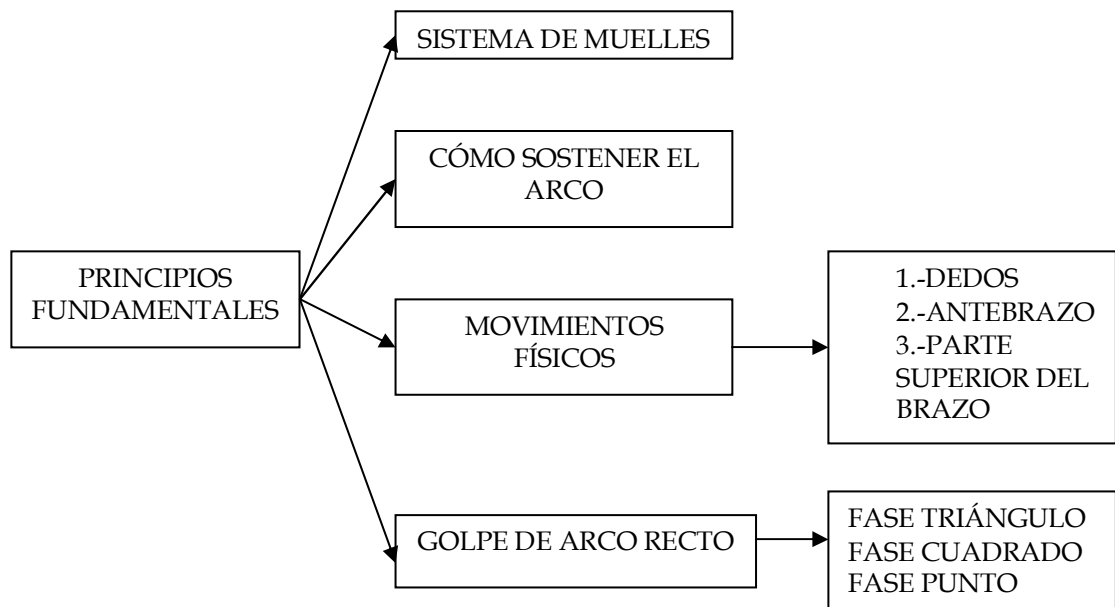 SISTEMA DE MUELLES
CÓMO SOSTENER EL
ARCO
PRINCIPIOS
FUNDAMENTALES
MOVIMIENTOS
FÍSICOS
1.-DEDOS
2.-ANTEBRAZO
3.-PARTE
SUPERIOR DEL
BRAZO
GOLPE DE ARCO RECTO
FASE TRIÁNGULO
FASE CUADRADO
FASE PUNTO